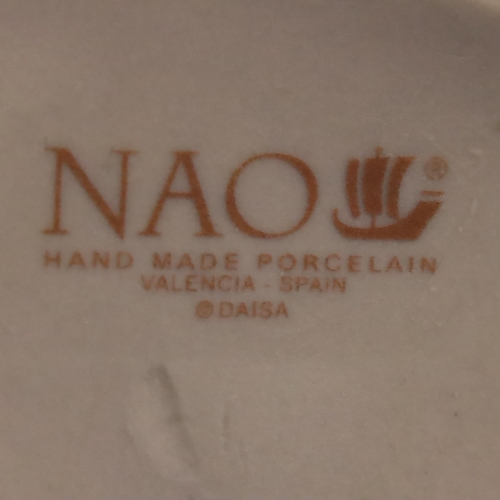 NAO ®
HAND MADE PORCELAIN
VALENCIA - SPAIN
© DAISA